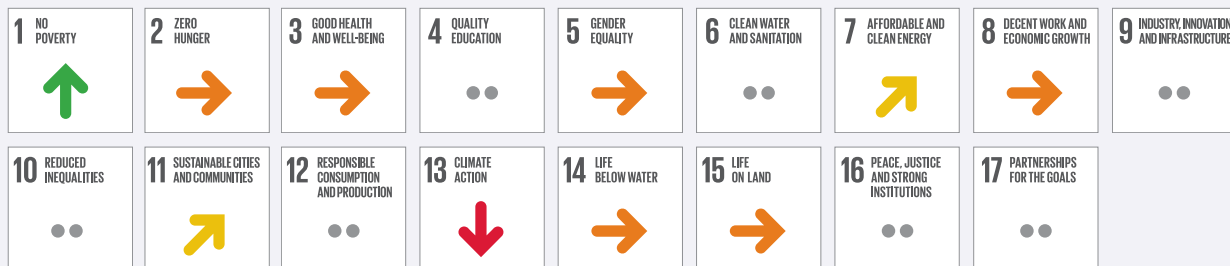 1 NO
POVERTY
2 ZERO
HUNGER
3 GOOD HEALTH
AND WELL-BEING
4 QUALITY
EDUCATION
5 GENDER
EQUALITY
6 CLEAN WATER
AND SANITATION
7 AFFORDABLE AND
CLEAN ENERGY
8 DECENT WORK AND
ECONOMIC GROWTH
9 INDUSTRY, INNOVATION
AND INFRASTRUCTURE
10 REDUCED
INEQUALITIES
11 SUSTAINABLE CITIES
AND COMMUNITIES
12 RESPONSIBLE
CONSUMPTION
AND PRODUCTION
13 CLIMATE
ACTION
14 LIFE
BELOW WATER
15 LIFE
ON LAND
16 PEACE, JUSTICE
AND STRONG
INSTITUTIONS
17 PARTNERSHIPS
FOR THE GOALS